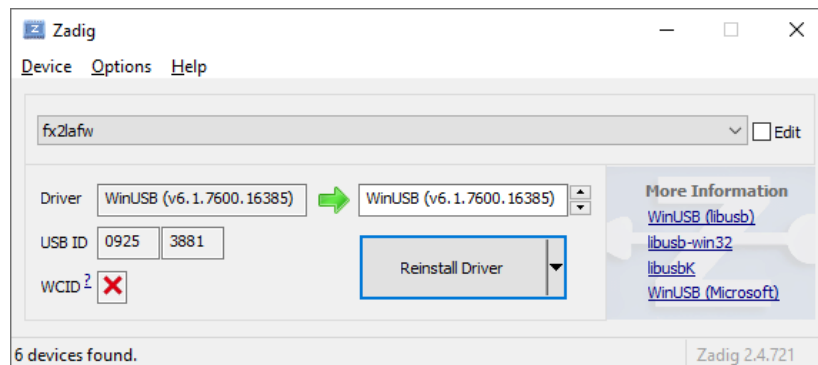 Zadig
Device Options Help
fx2lafw
Edit
Driver WinUSB (v6.1.7600.16385) WinUSB (v6.1.7600.16385)
More Information
WinUSB (libusb)
USB ID 0925 3881
libusb-win32
Reinstall Driver
libusbK
WCID ?
WinUSB (Microsoft)
6 devices found.
Zadig 2.4.721